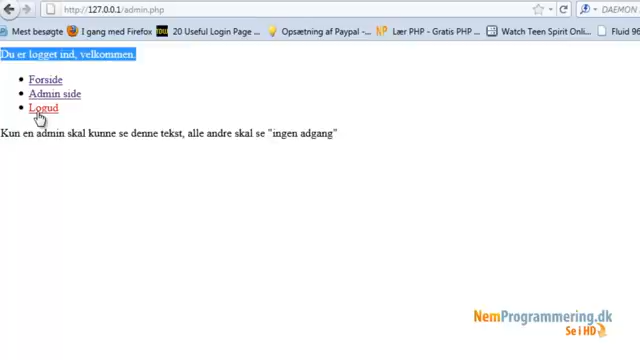 http://127.0.0.1/admin.php
DAEMON
Mest besøgte
I gang med Firefox
20 Useful Login Page ...
Opsætning af Paypal - ...
Lær PHP - Gratis PHP ...
Watch Teen Spirit Onli...
Fluid 96
Du er logget ind, velkommen.
Forside
Admin side
Logud
Kun en admin skal kunne se denne tekst, alle andre skal se "ingen adgang"
NemProgrammering.dk
Se i HD